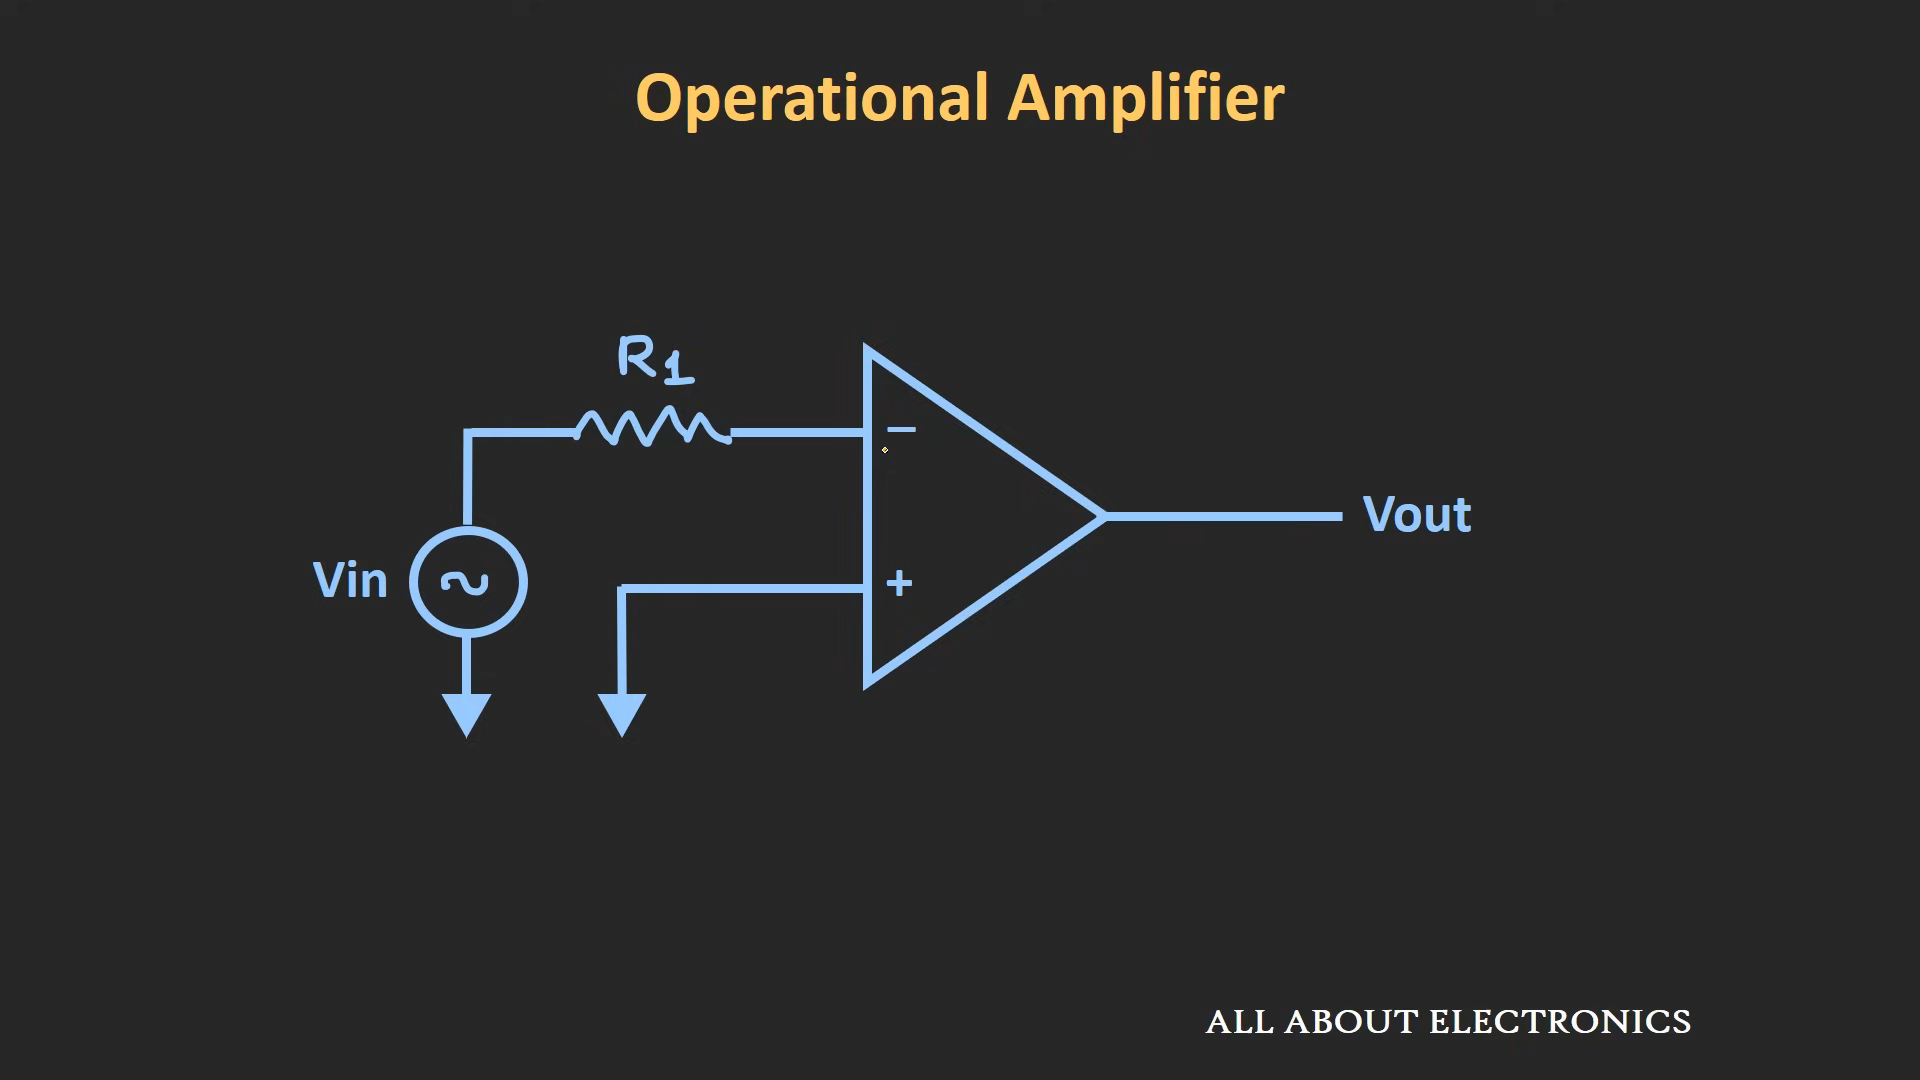 Operational Amplifier
R1
−
Vin
+
Vout
ALL ABOUT ELECTRONICS